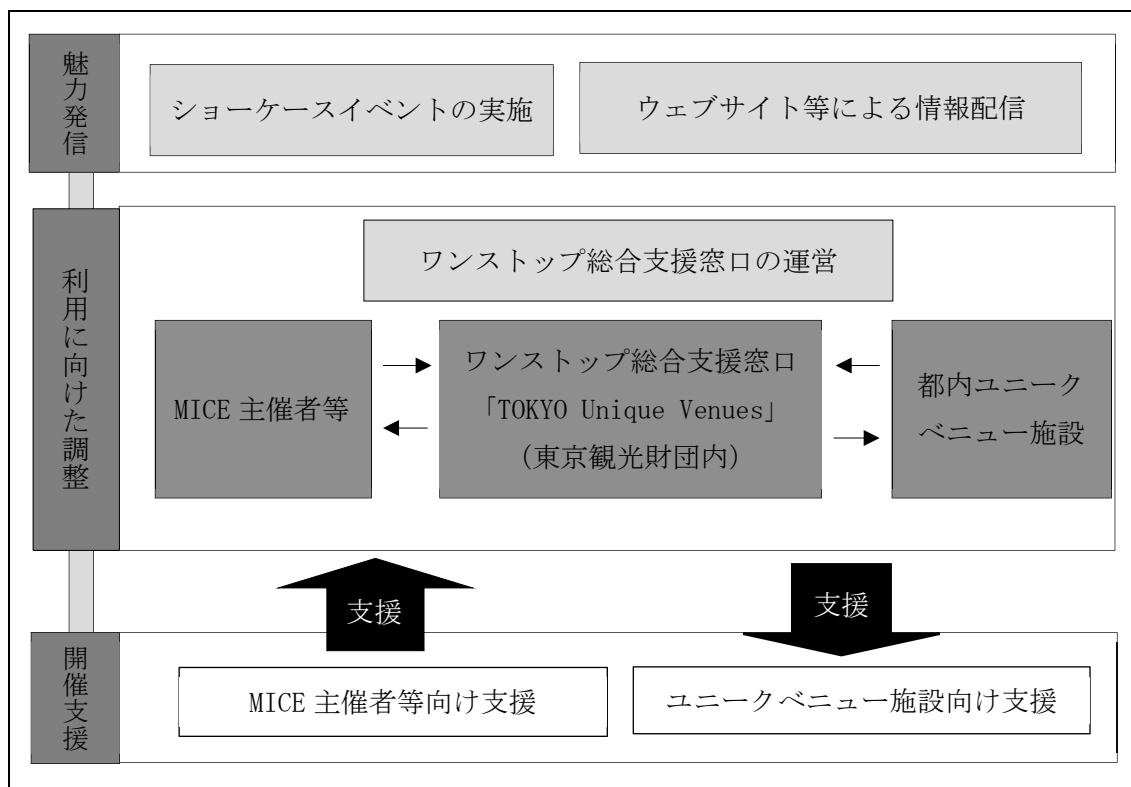 魅力発信
ショーケースイベントの実施
ウェブサイト等による情報配信
利用に向けた調整
ワンストップ総合支援窓口の運営
MICE 主催者等
ワンストップ総合支援窓口
「TOKYO Unique Venues」
(東京観光財団内)
都内ユニーク
ベニュー施設
支援
支援
開催支援
MICE 主催者等向け支援
ユニークベニュー施設向け支援